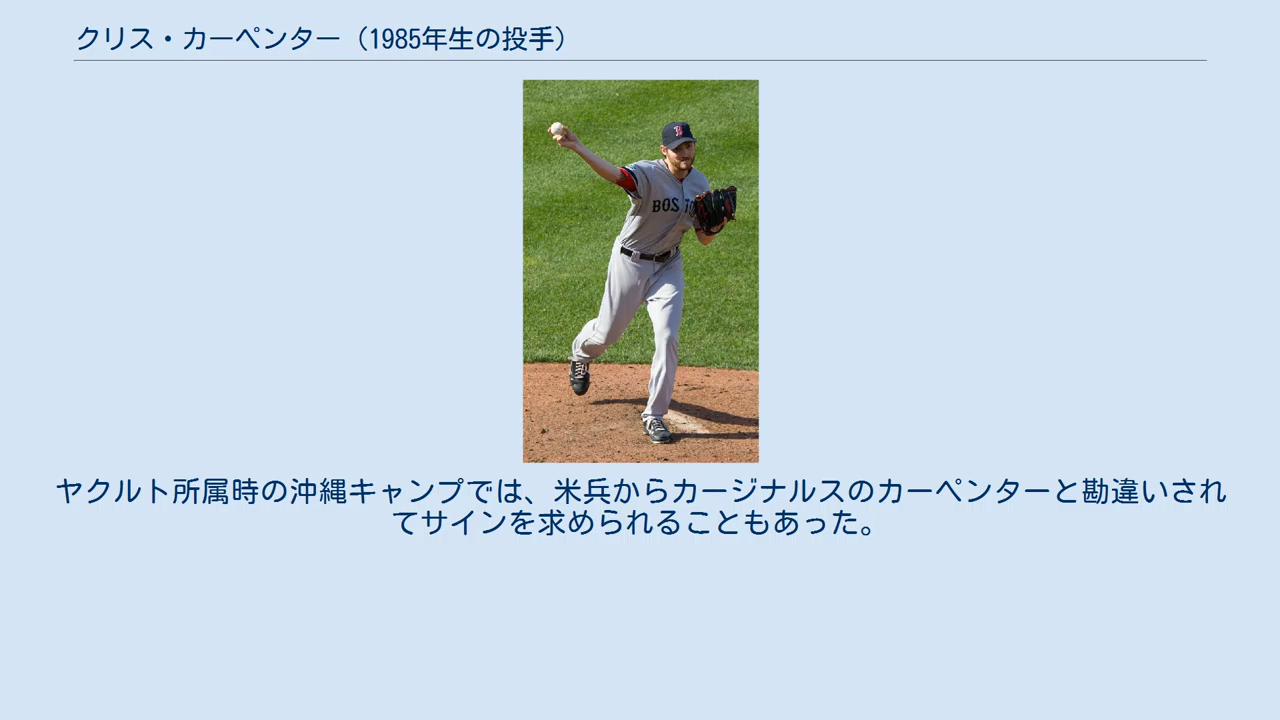 クリス・カーペンター（1985年生の投手）
B
BOSTO
ヤクルト所属時の沖縄キャンプでは、米兵からカージナルスのカーペンターと勘違いされ
てサインを求められることもあった。